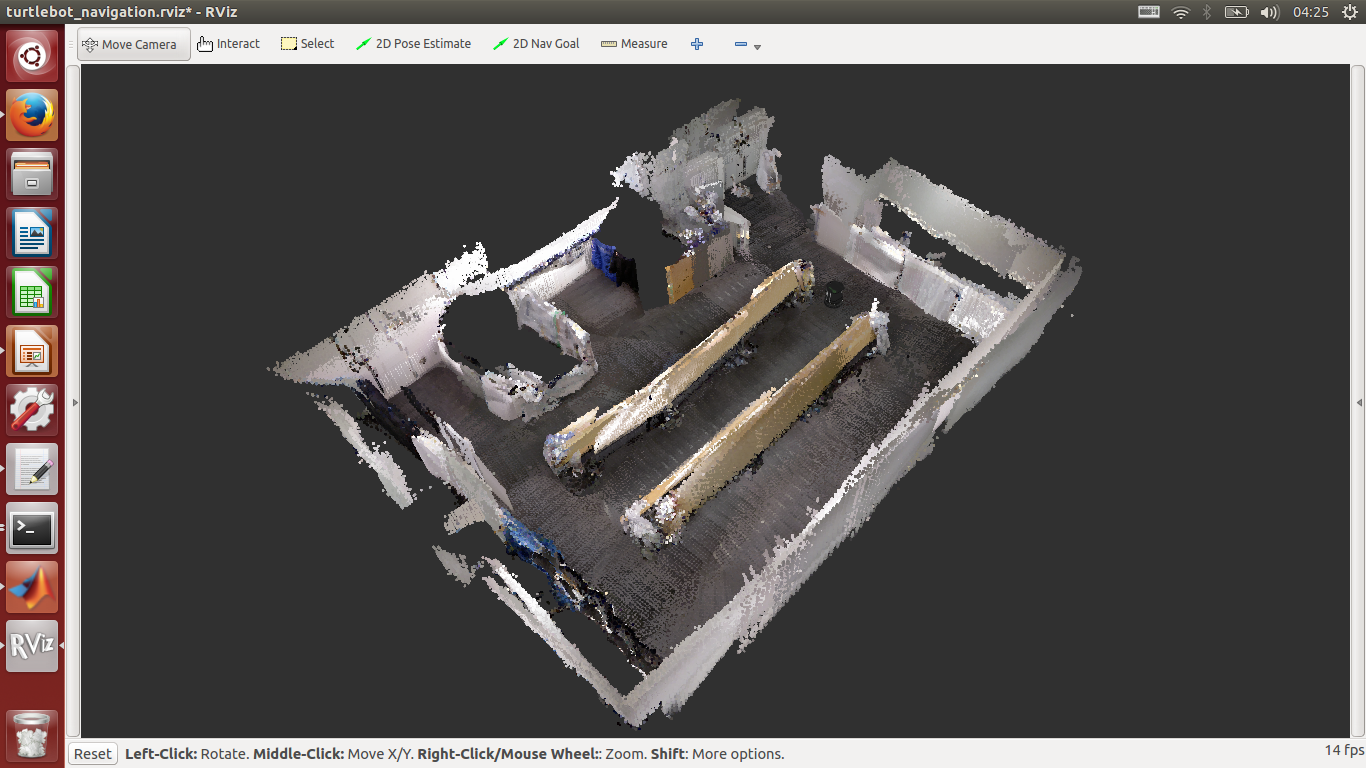 turtlebot_navigation.rviz* - RViz
04:25
Move Camera
Interact
Select
2D Pose Estimate
2D Nav Goal
Measure
RViz
Reset
Left-Click: Rotate. Middle-Click: Move X/Y. Right-Click/Mouse Wheel:: Zoom. Shift: More options.
14 fps